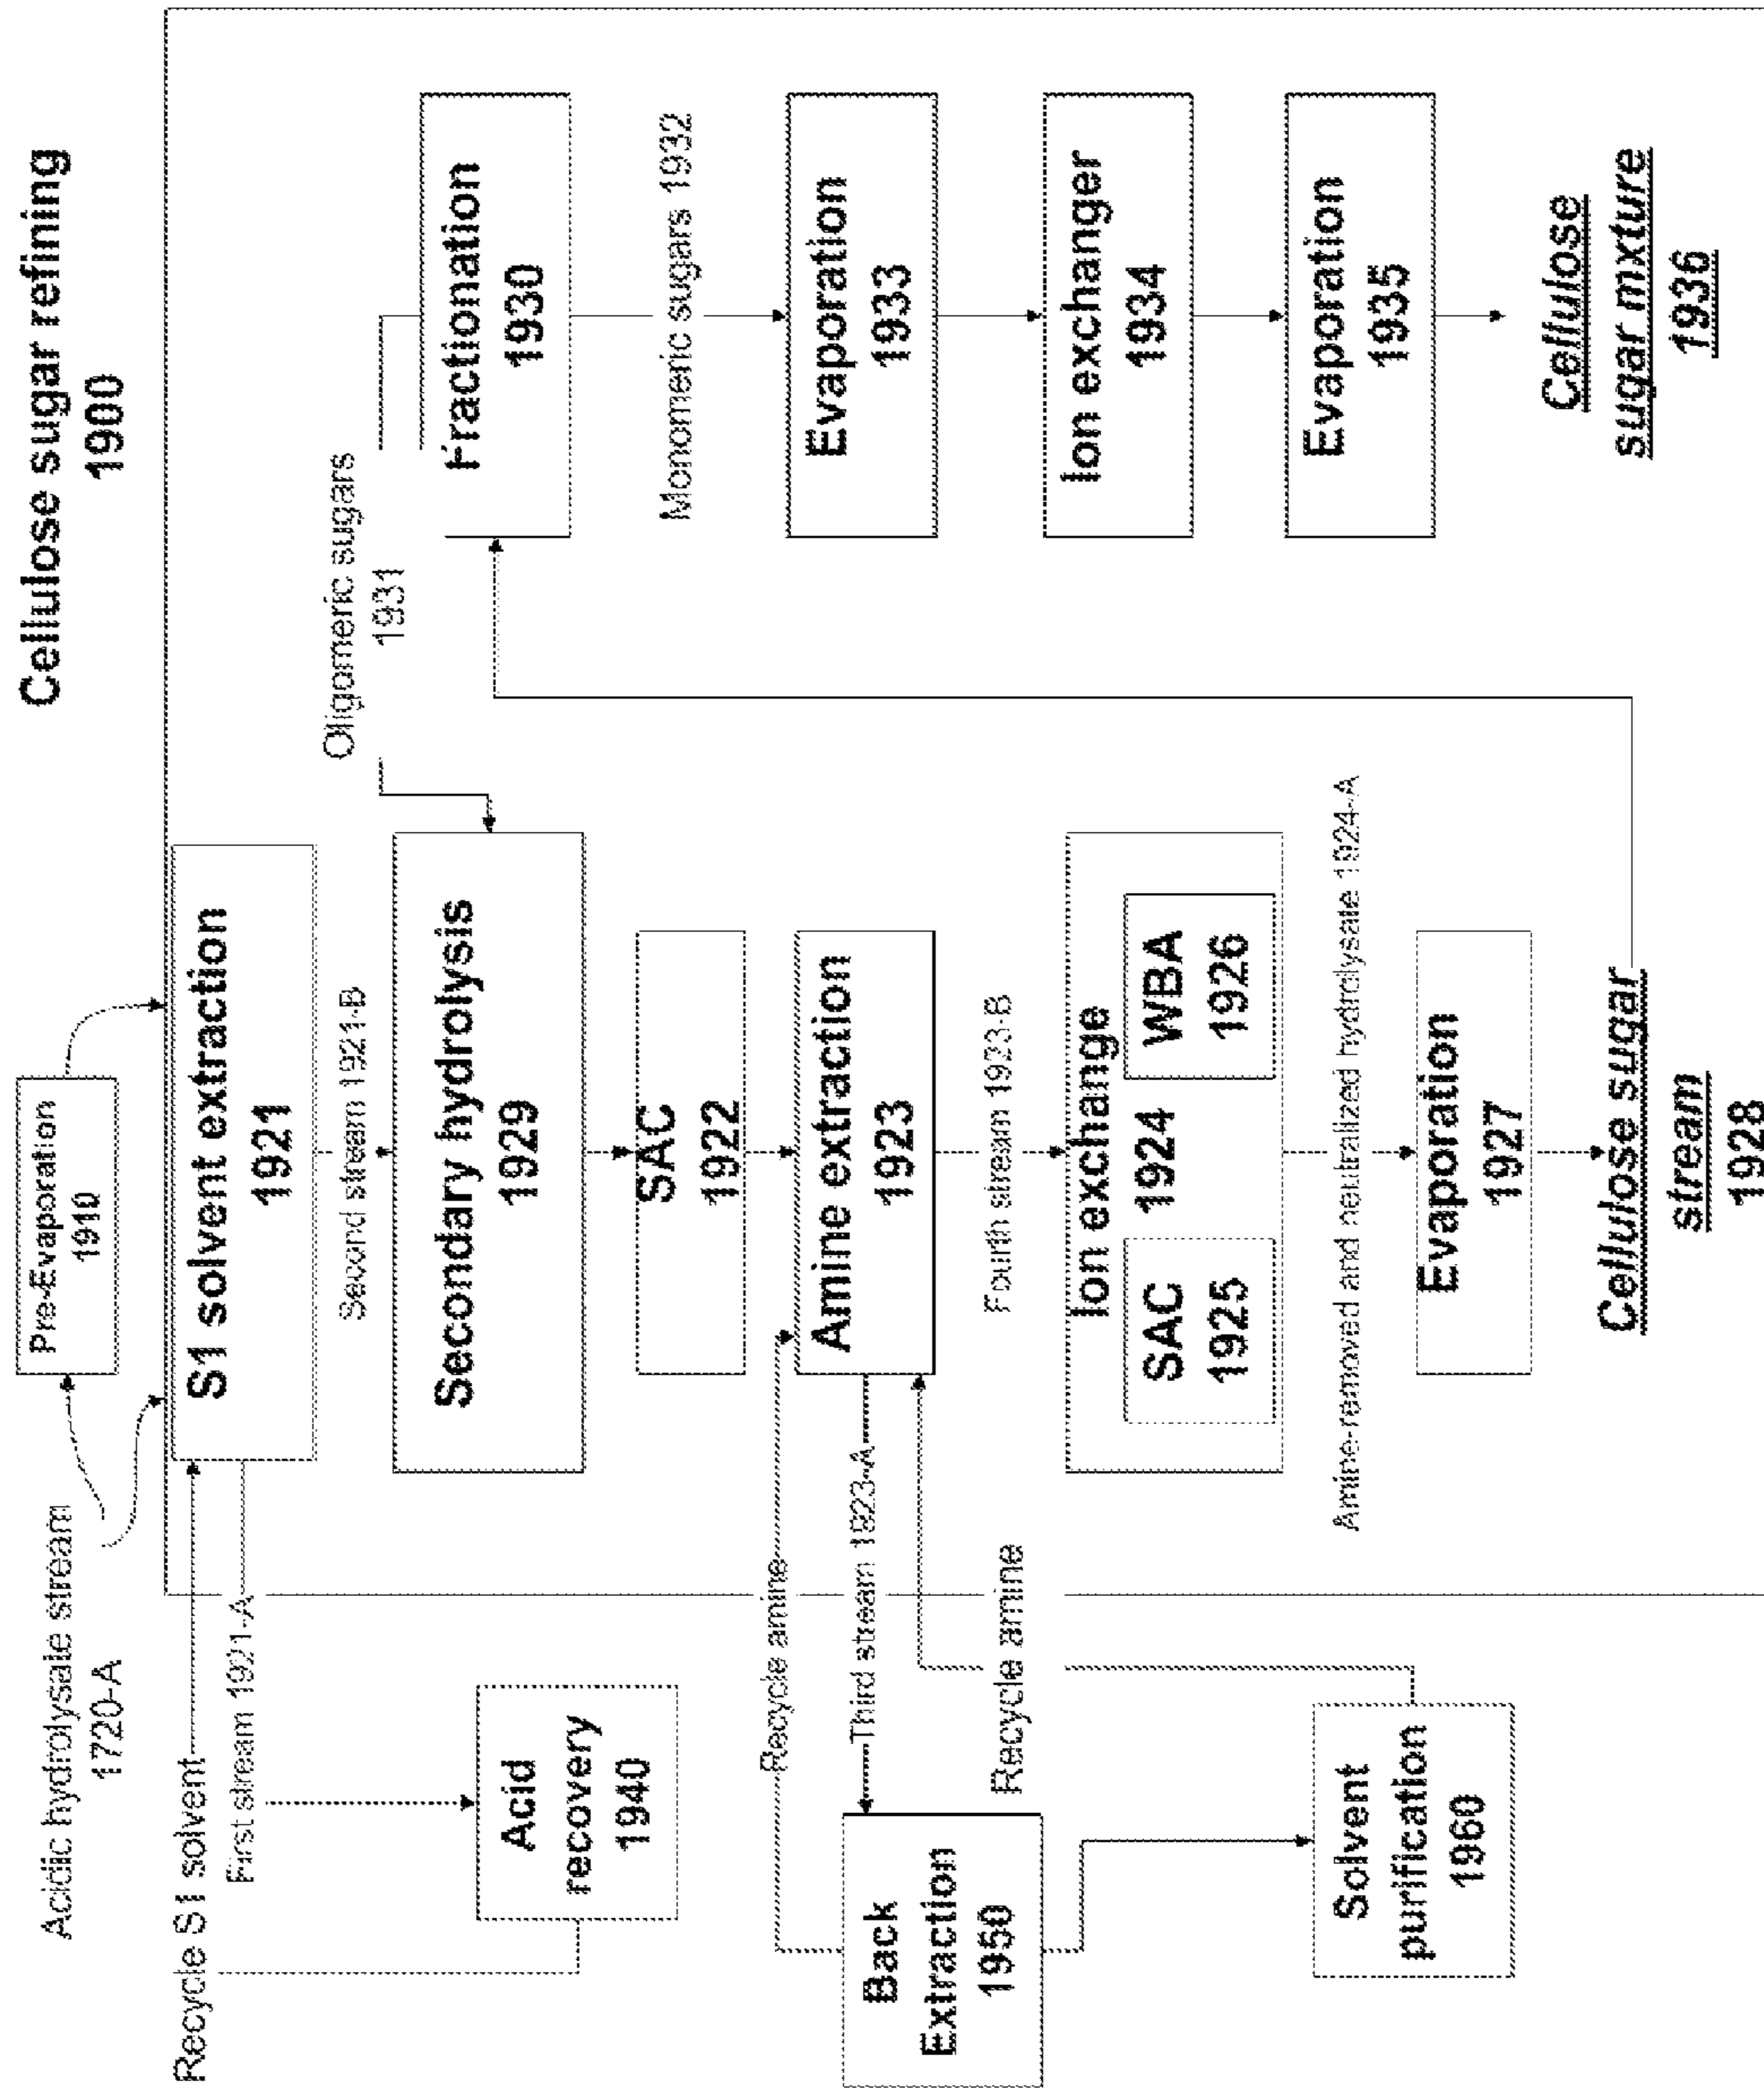 Cellulose sugar refining
1900
Acidic hydrolysate stream
1720-A
Pre-Evaporation
1910
Recycle S1 solvent
First stream 1921-A
S1 solvent extraction
1921
Second stream 1921-B
Acid
recovery
1940
Secondary hydrolysis
1929
Oligomeric sugars
1931
SAC
1922
Recycle amine
Third stream 1923-A
Recycle amine
Amine extraction
1923
Back
Extraction
1950
Solvent
purification
1960
Fourth stream 1923-B
Ion exchange
1924
SAC
1925
WBA
1926
Amine-removed and neutralized hydrolysate 1924-A
Evaporation
1927
Cellulose sugar
stream
1928
Fractionation
1930
Monomeric sugars 1932
Evaporation
1933
Ion exchanger
1934
Evaporation
1935
Cellulose
sugar mxture
1936